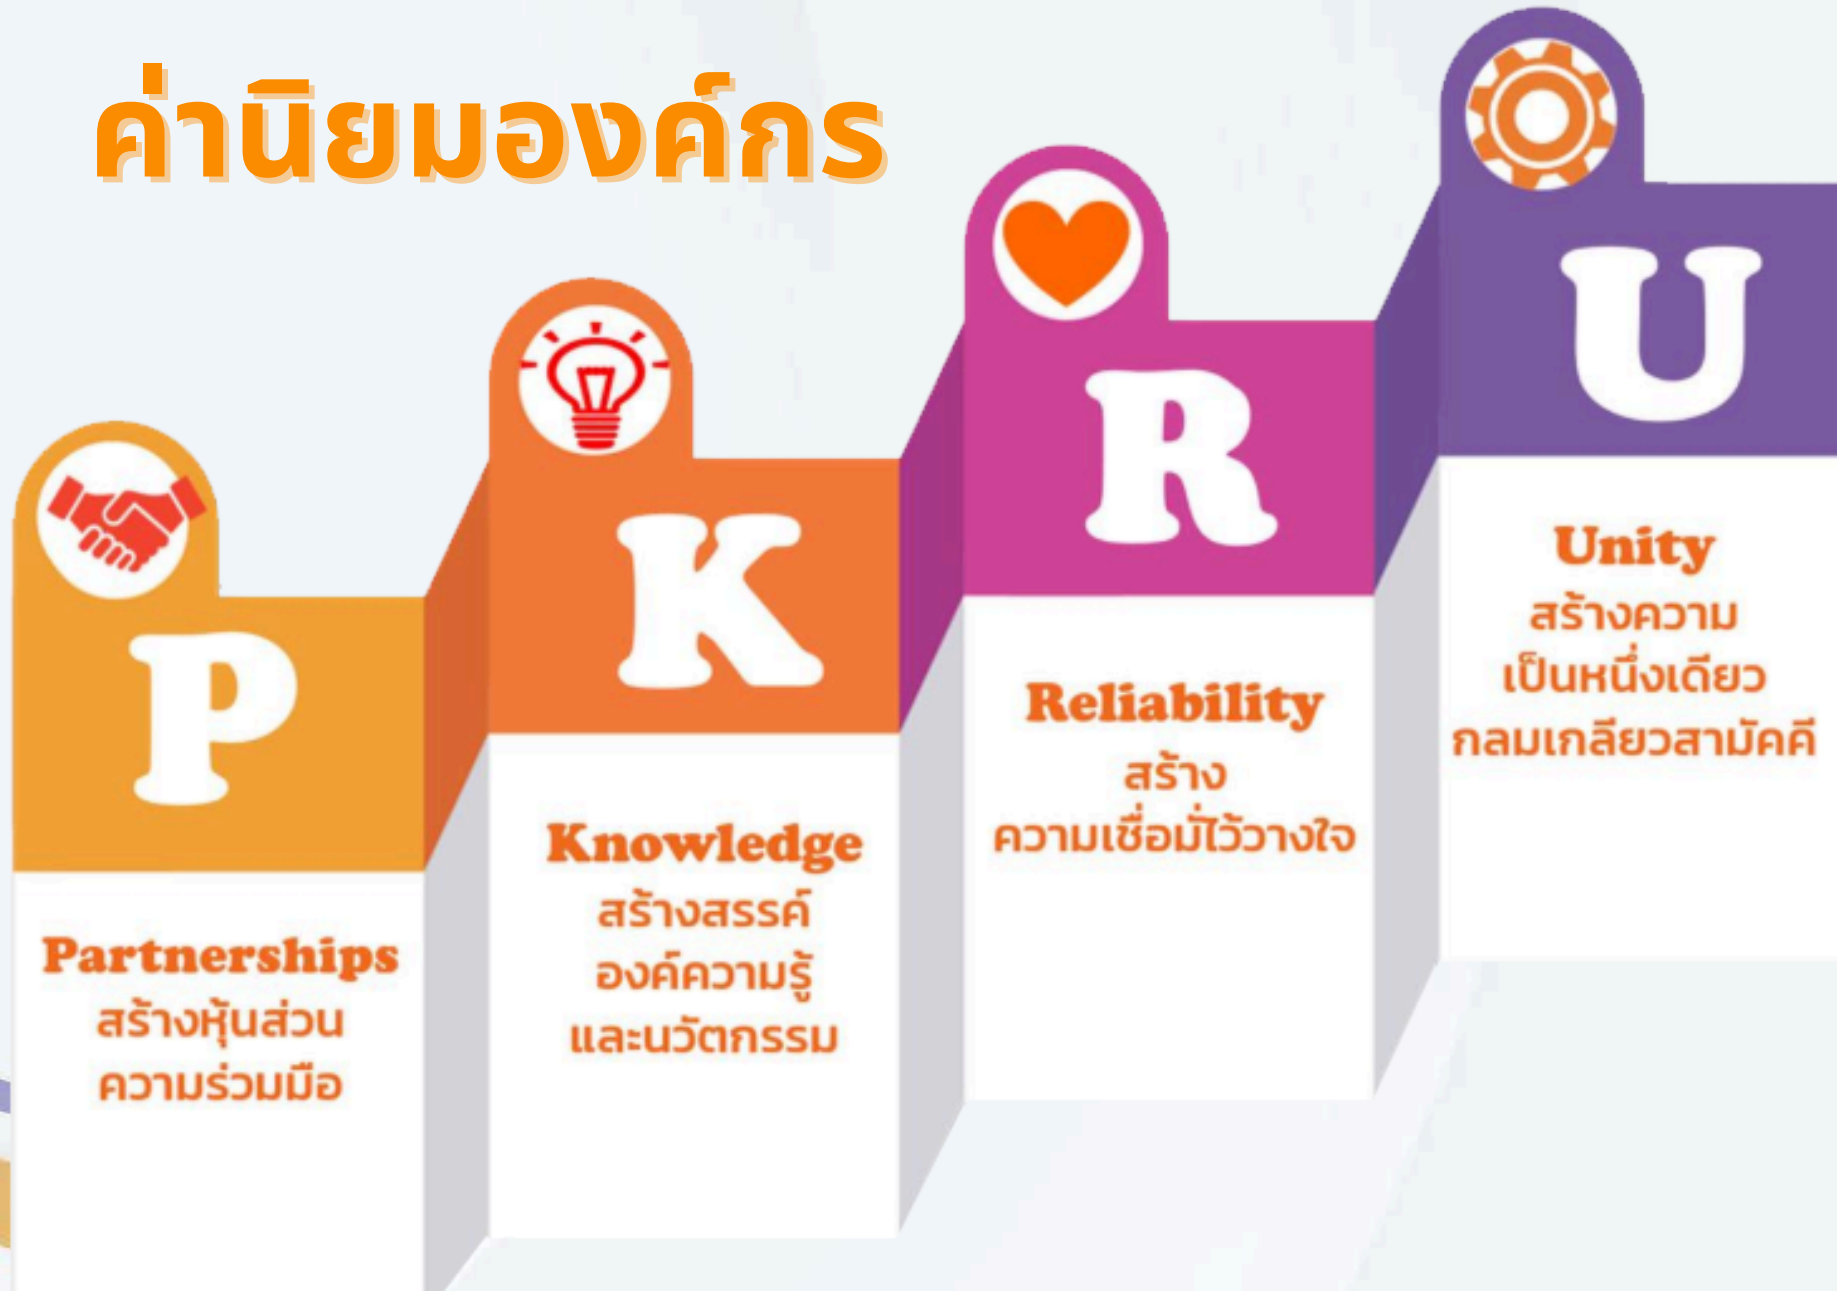 ค่านิยมองค์กร
P
Partnerships
สร้างหุ้นส่วน
ความร่วมมือ
K
Knowledge
สร้างสรรค์
องค์ความรู้
และนวัตกรรม
R
Reliability
สร้าง
ความเชื่อมั่ไว้วางใจ
U
Unity
สร้างความ
เป็นหนึ่งเดียว
กลมเกลียวสามัคคี